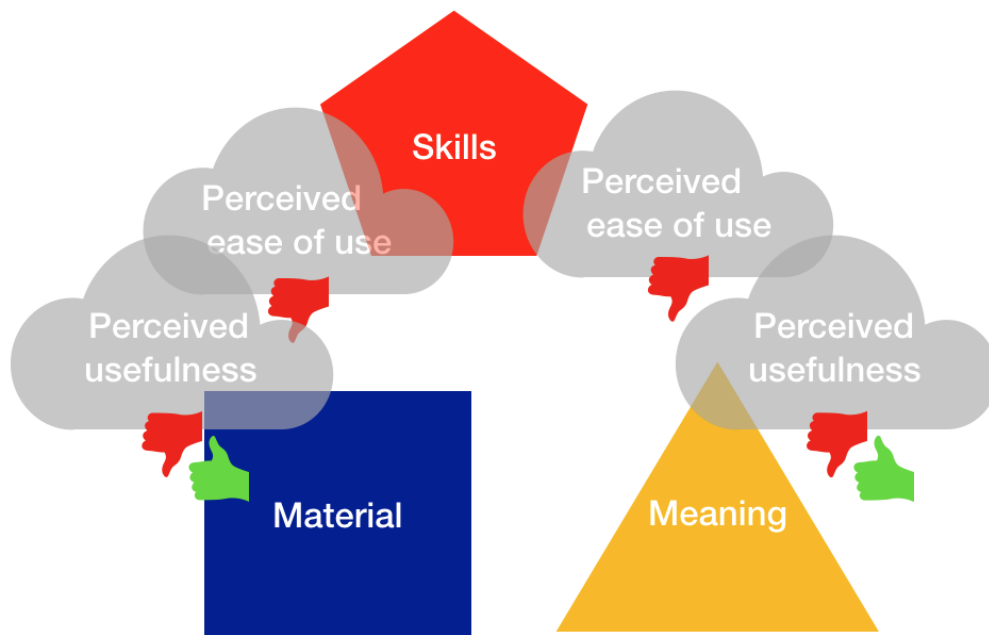 Skills
Perceived
ease of use
Perceived
ease of use
Perceived
usefulness
Perceived
usefulness
Material
Meaning